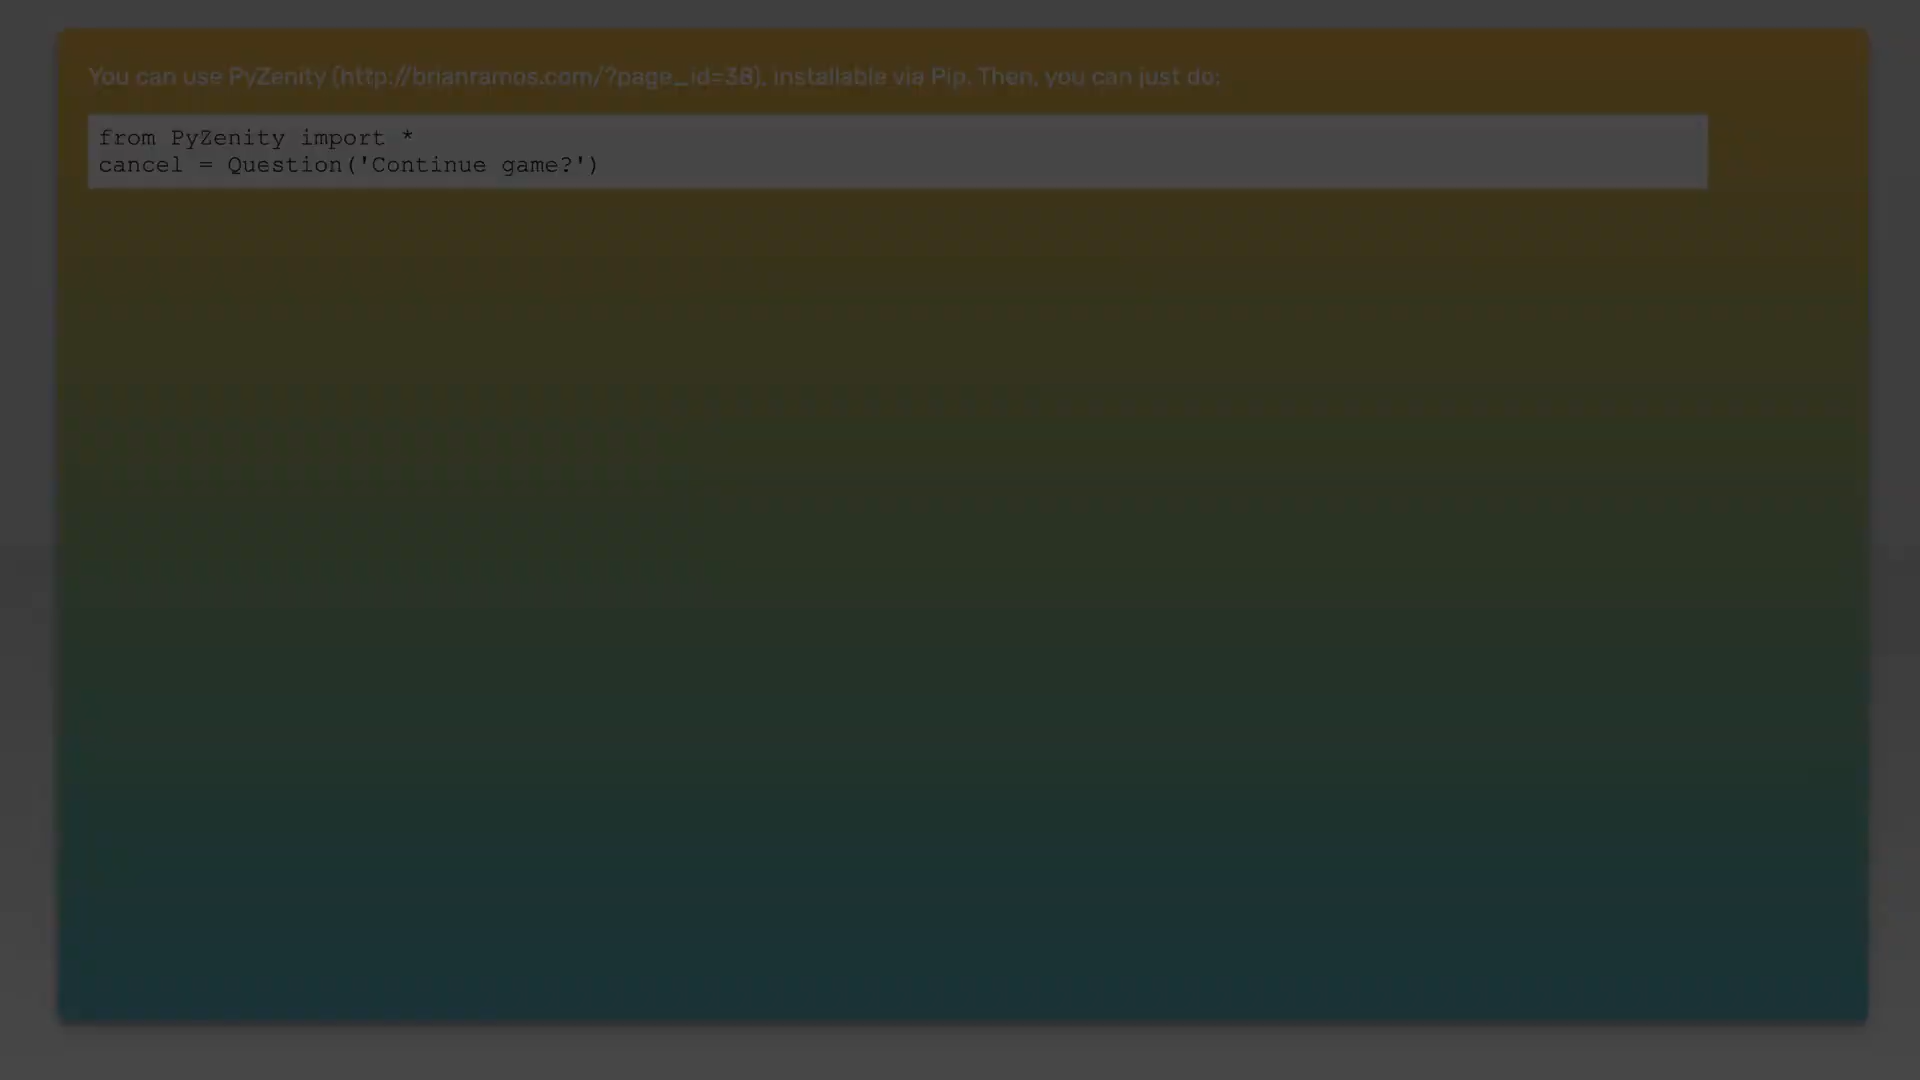 You can use PyZenity (http://brianramos.com/?page_id=38), installable via Pip. Then, you can just do:
from PyZenity import *
cancel = Question('Continue game?')